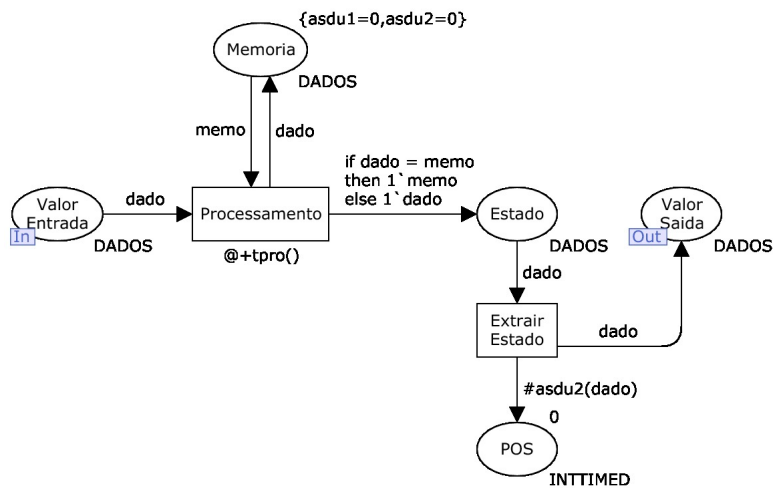 {asdu1=0,asdu2=0}
Memoria
DADOS
memo
dado
if dado = memo
then 1`memo
else 1`dado
Valor
Entrada
In
DADOS
dado
Processamento
@+tpro()
Estado
DADOS
Valor
Saida
Out
DADOS
dado
Extrair
Estado
dado
#asdu2(dado)
0
POS
INTTIMED